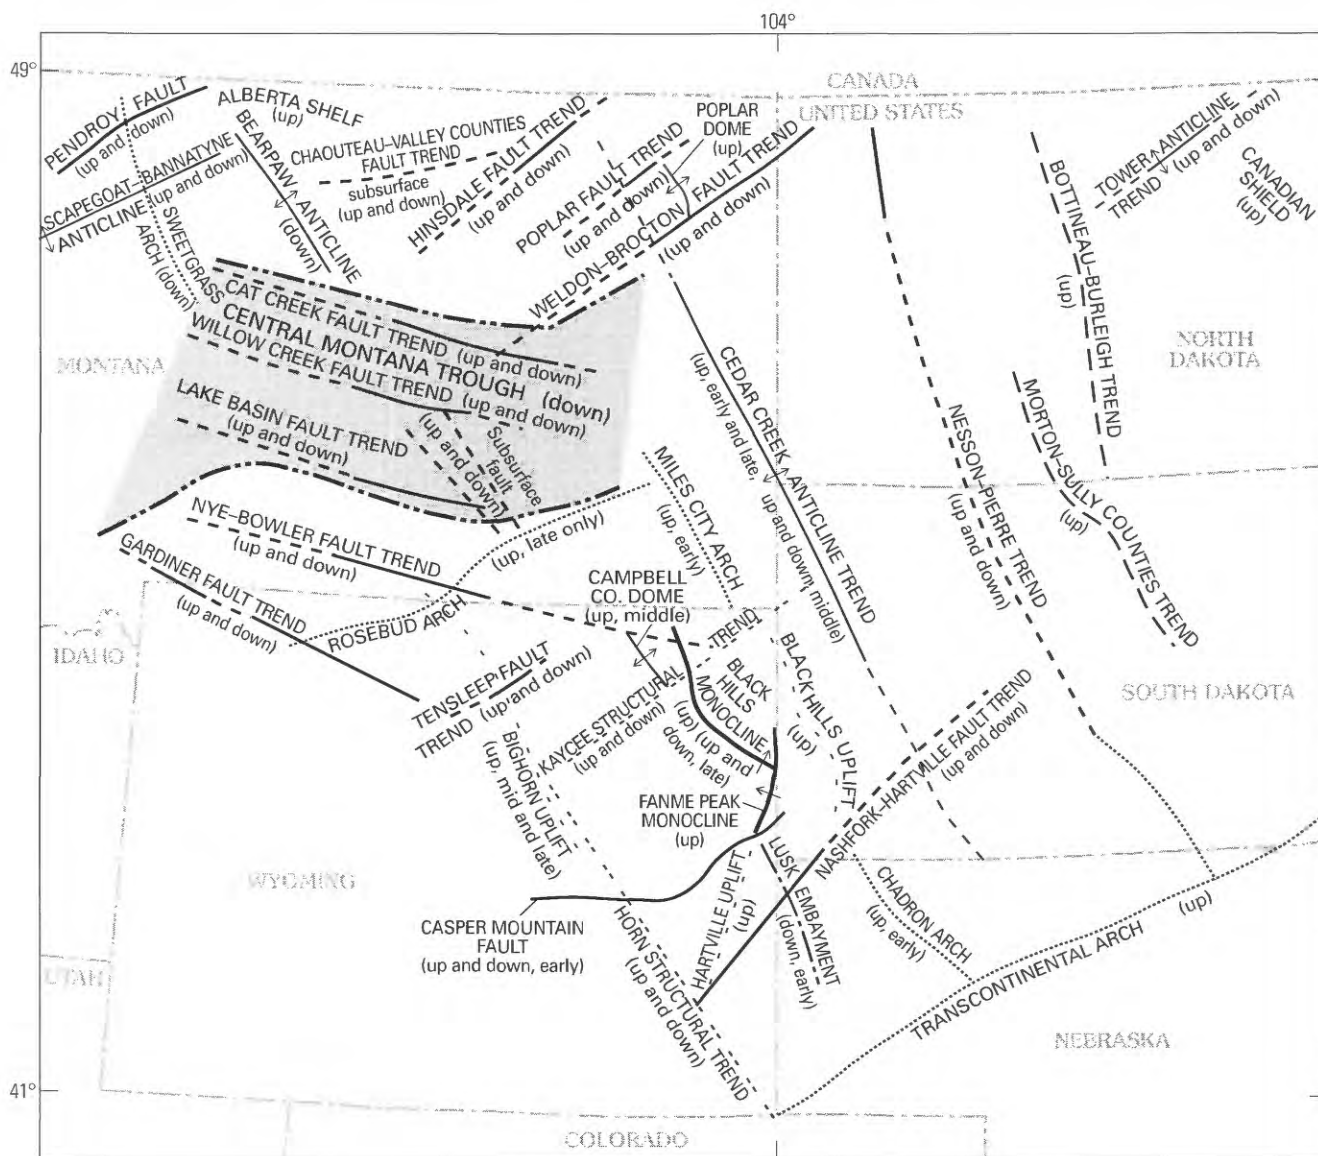 104°
49°
CANADA
UNITED STATES
PENDROY FAULT
(up and down)
ALBERTA SHELF
(up)
SCAPEGOAT–BANNATYNE
ANTICLINE (up and down)
SWEETGRASS
ARCH (down)
BEARPAW ANTICLINE
(down)
CHAOUTEAU–VALLEY COUNTIES
FAULT TREND
subsurface
(up and down)
HINSDALE FAULT TREND
(up and down)
POPLAR FAULT TREND
(up and down)
POPLAR
DOME
(up)
WELDON–BROCTON FAULT TREND
(up and down)
TOWER ANTICLINE
TREND (up and down)
CANADIAN
SHIELD
(up)
BOTTINEAU–BURLEIGH TREND
(up)
NORTH
DAKOTA
MONTANA
CAT CREEK FAULT TREND (up and down)
CENTRAL MONTANA TROUGH (down)
WILLOW CREEK FAULT TREND (up and down)
LAKE BASIN FAULT TREND
(up and down)
Subsurface
fault
(up and down)
CEDAR CREEK ANTICLINE TREND
(up, early and late, up and down, middle)
NESSON–PIERRE TREND
(up and down)
MORTON–SULLY COUNTIES TREND
(up)
NYE–BOWLER FAULT TREND
(up and down)
GARDINER FAULT TREND
(up and down)
ROSEBUD ARCH
(up, late only)
MILES CITY ARCH
(up, early)
CAMPBELL
CO. DOME
(up, middle)
IDAHO
TENSLEEP FAULT
TREND (up and down)
KAYCEE STRUCTURAL TREND
(up and down)
BLACK
HILLS
MONOCLINE
(up) (up and
down, late)
BLACK HILLS UPLIFT
(up)
SOUTH DAKOTA
BIGHORN UPLIFT
(up, mid and late)
FANME PEAK
MONOCLINE
(up)
NASHFORK–HARTVILLE FAULT TREND
(up and down)
WYOMING
CASPER MOUNTAIN
FAULT
(up and down, early)
HARTVILLE UPLIFT
(up)
LUSK EMBAYMENT
(down, early)
CHADRON ARCH
(up, early)
HORN STRUCTURAL TREND
(up and down)
TRANSCONTINENTAL ARCH
(up)
UTAH
NEBRASKA
41°
COLORADO